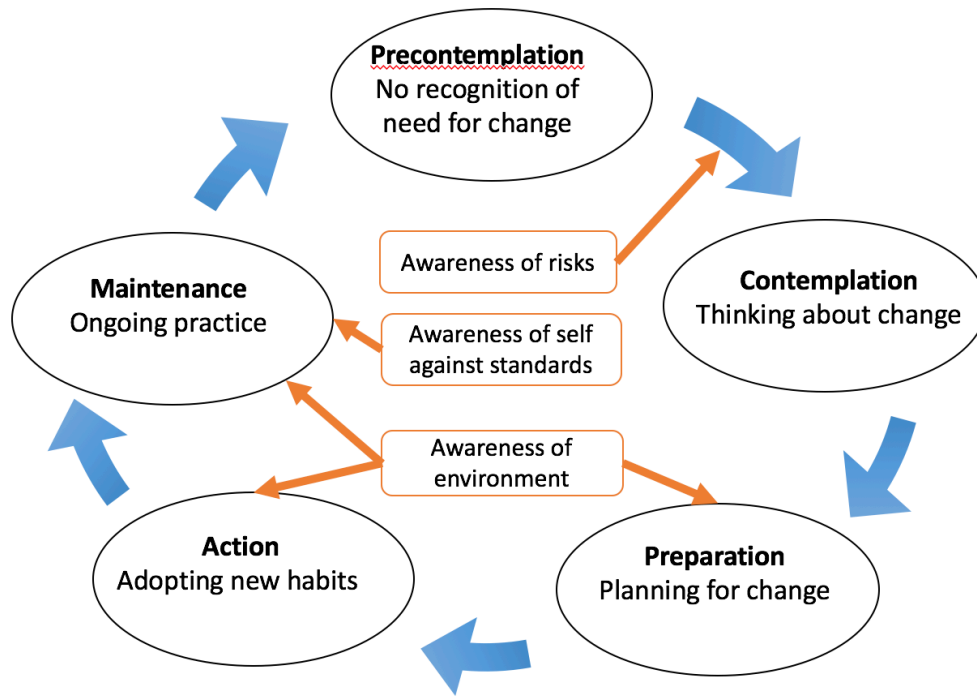 Precontemplation
No recognition of
need for change
Awareness of risks
Contemplation
Thinking about change
Maintenance
Ongoing practice
Awareness of self
against standards
Awareness of
environment
Action
Adopting new habits
Preparation
Planning for change